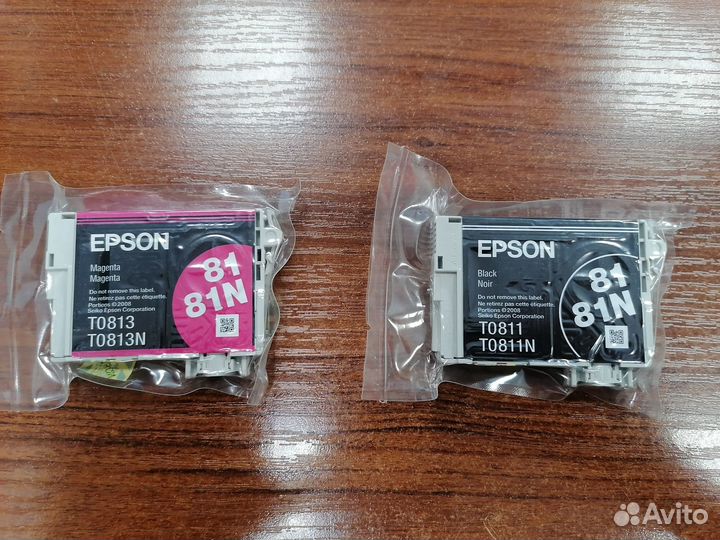 EPSON
Magenta
Magenta
Do not remove this label.
Ne retirez pas cette étiquette.
Portions ©2008
Seiko Epson Corporation
T0813
T0813N
81
81N
EPSON
Black
Noir
Do not remove this label.
Ne retirez pas cette étiquette.
Portions ©2008
Seiko Epson Corporation
T0811
T0811N
81
81N
Avito